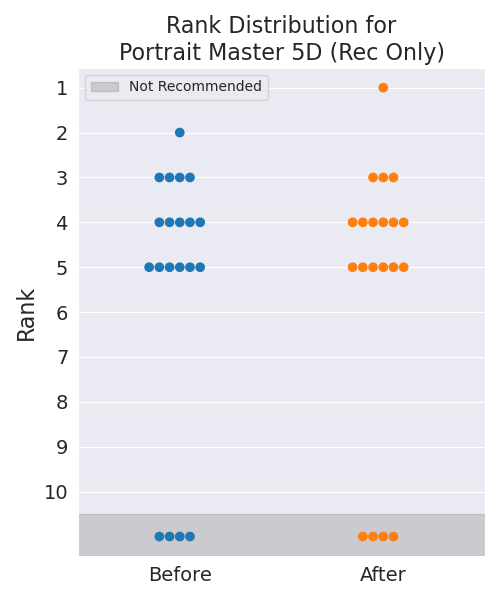 Rank Distribution for
Portrait Master 5D (Rec Only)
Not Recommended
Rank
1
2
3
4
5
6
7
8
9
10
Before
After